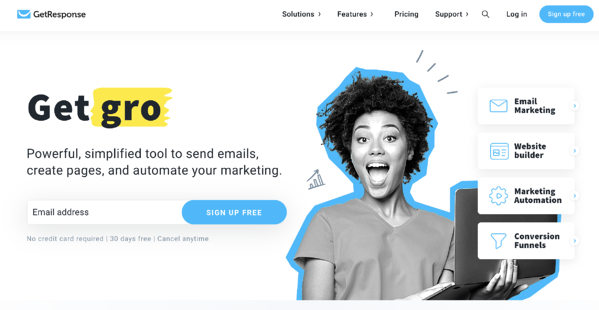 GetResponse
Solutions
Features
Pricing
Support
Log in
Sign up free
Get gro
Powerful, simplified tool to send emails,
create pages, and automate your marketing.
Email address
SIGN UP FREE
No credit card required | 30 days free | Cancel anytime
Email
Marketing
Website
builder
Marketing
Automation
Conversion
Funnels